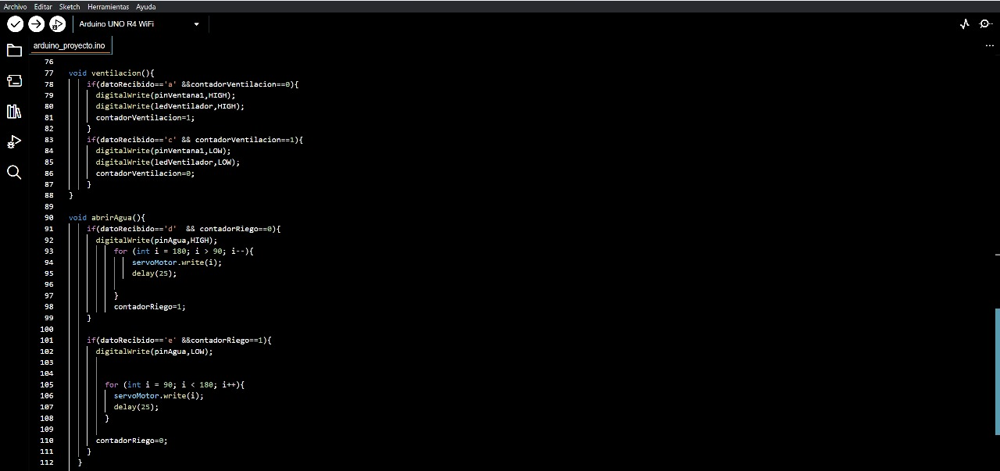 Archivo Editar Sketch Herramientas Ayuda
Arduino UNO R4 WiFi
arduino_proyecto.ino
76
77 void ventilacion(){
78 if(datoRecibido=='a' &&contadorVentilacion==0){
79 digitalWrite(pinVentana1,HIGH);
80 digitalWrite(ledVentilador,HIGH);
81 contadorVentilacion=1;
82 }
83 if(datoRecibido=='c' && contadorVentilacion==1){
84 digitalWrite(pinVentana1,LOW);
85 digitalWrite(ledVentilador,LOW);
86 contadorVentilacion=0;
87 }
88 }
89
90 void abrirAgua(){
91 if(datoRecibido=='d'  && contadorRiego==0){
92 digitalWrite(pinAgua,HIGH);
93 for (int i = 180; i > 90; i--){
94 servoMotor.write(i);
95 delay(25);
96
97 }
98 contadorRiego=1;
99 }
100
101 if(datoRecibido=='e' &&contadorRiego==1){
102 digitalWrite(pinAgua,LOW);
103
104
105 for (int i = 90; i < 180; i++){
106 servoMotor.write(i);
107 delay(25);
108 }
109
110 contadorRiego=0;
111 }
112 }